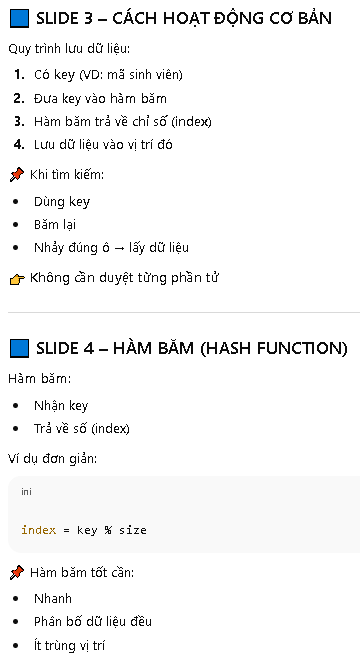 🟦 SLIDE 3 – CÁCH HOẠT ĐỘNG CƠ BẢN
Quy trình lưu dữ liệu:
1. Có key (VD: mã sinh viên)
2. Đưa key vào hàm băm
3. Hàm băm trả về chỉ số (index)
4. Lưu dữ liệu vào vị trí đó
📌 Khi tìm kiếm:
• Dùng key
• Băm lại
• Nhảy đúng ô → lấy dữ liệu
👉 Không cần duyệt từng phần tử
🟦 SLIDE 4 – HÀM BĂM (HASH FUNCTION)
Hàm băm:
• Nhận key
• Trả về số (index)
Ví dụ đơn giản:
ini
index = key % size
📌 Hàm băm tốt cần:
• Nhanh
• Phân bố dữ liệu đều
• Ít trùng vị trí